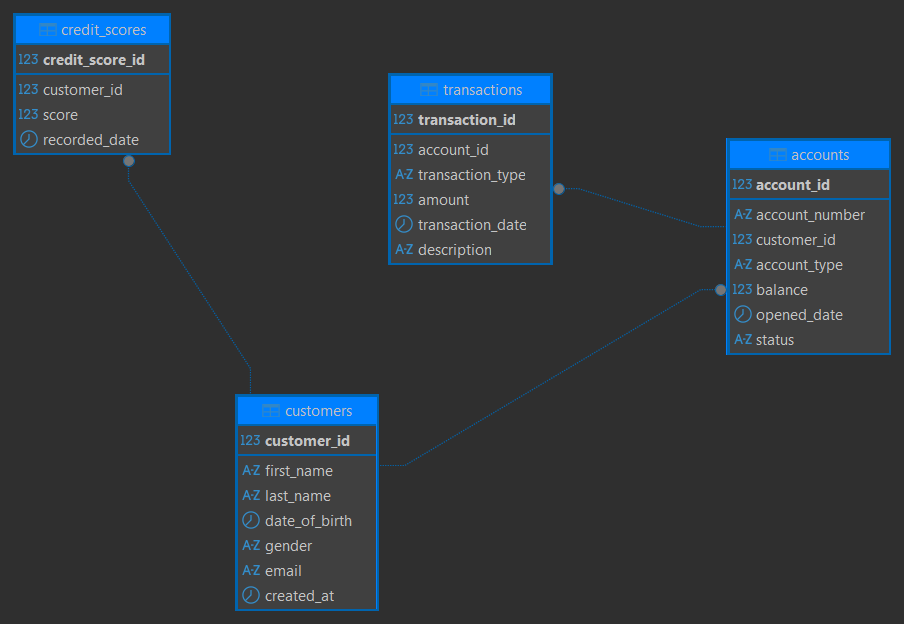 credit_scores
123 credit_score_id
123 customer_id
123 score
recorded_date
transactions
123 transaction_id
123 account_id
A-Z transaction_type
123 amount
transaction_date
A-Z description
accounts
123 account_id
A-Z account_number
123 customer_id
A-Z account_type
123 balance
opened_date
A-Z status
customers
123 customer_id
A-Z first_name
A-Z last_name
date_of_birth
A-Z gender
A-Z email
created_at